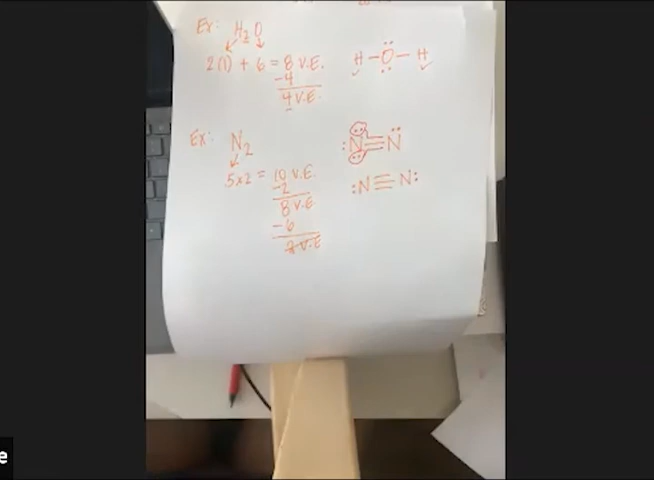 Ex: H2O
2(1) + 6 = 8 V.E. H–Ö–H
-4
4 V.E.
Ex: N2
:N≡N
5x2 = 10 V.E. :N≡N:
-2
8 V.E
-6
2 V.E
e